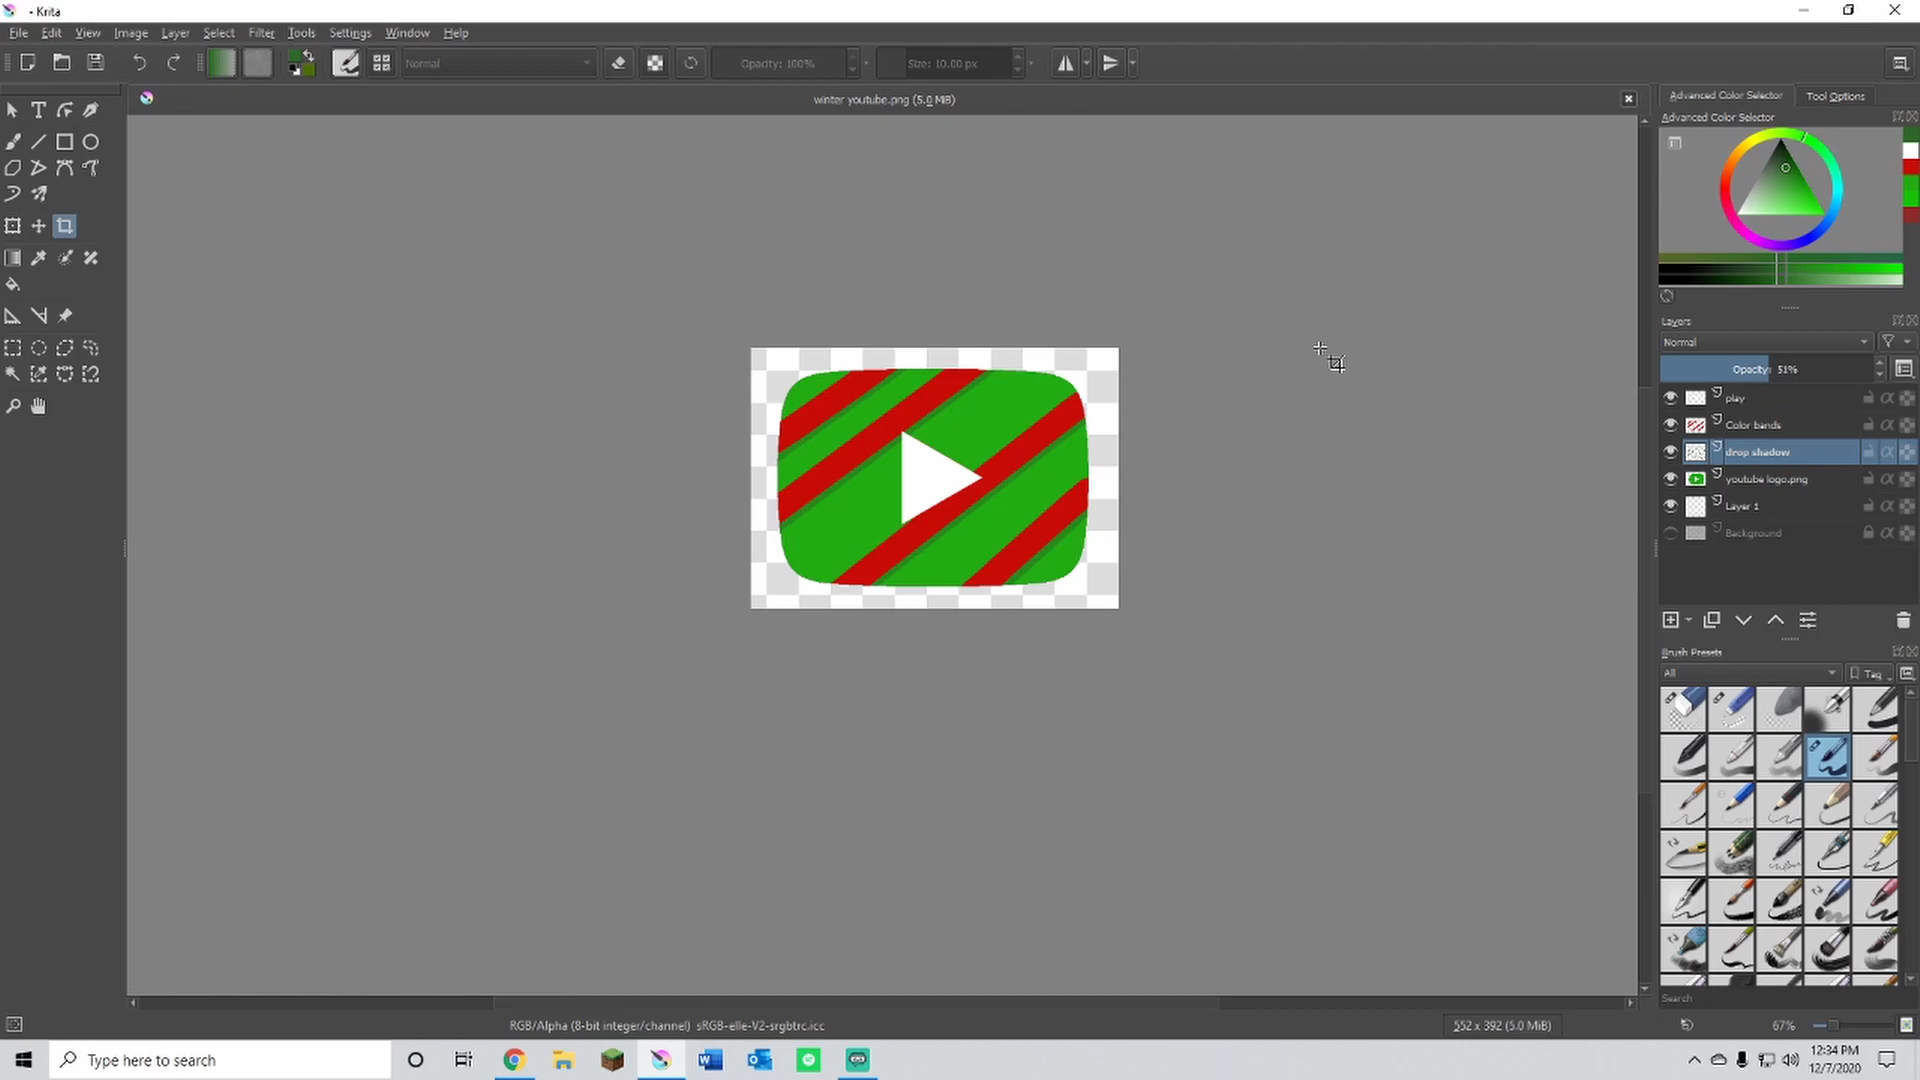 - Krita
File Edit View Image Layer Select Filter Tools Settings Window Help
Normal
Opacity: 100%
Size: 10.00 px
winter youtube.png (5.0 MiB)
Advanced Color Selector
Tool Options
Advanced Color Selector
Layers
Normal
Opacity: 51%
play
Color bands
drop shadow
youtube logo.png
Layer 1
Background
Brush Presets
All
Tag
Search
RGB/Alpha (8-bit integer/channel) sRGB-elle-V2-srgbtrc.icc
552 x 392 (5.0 MiB)
67%
Type here to search
12:34 PM
12/7/2020